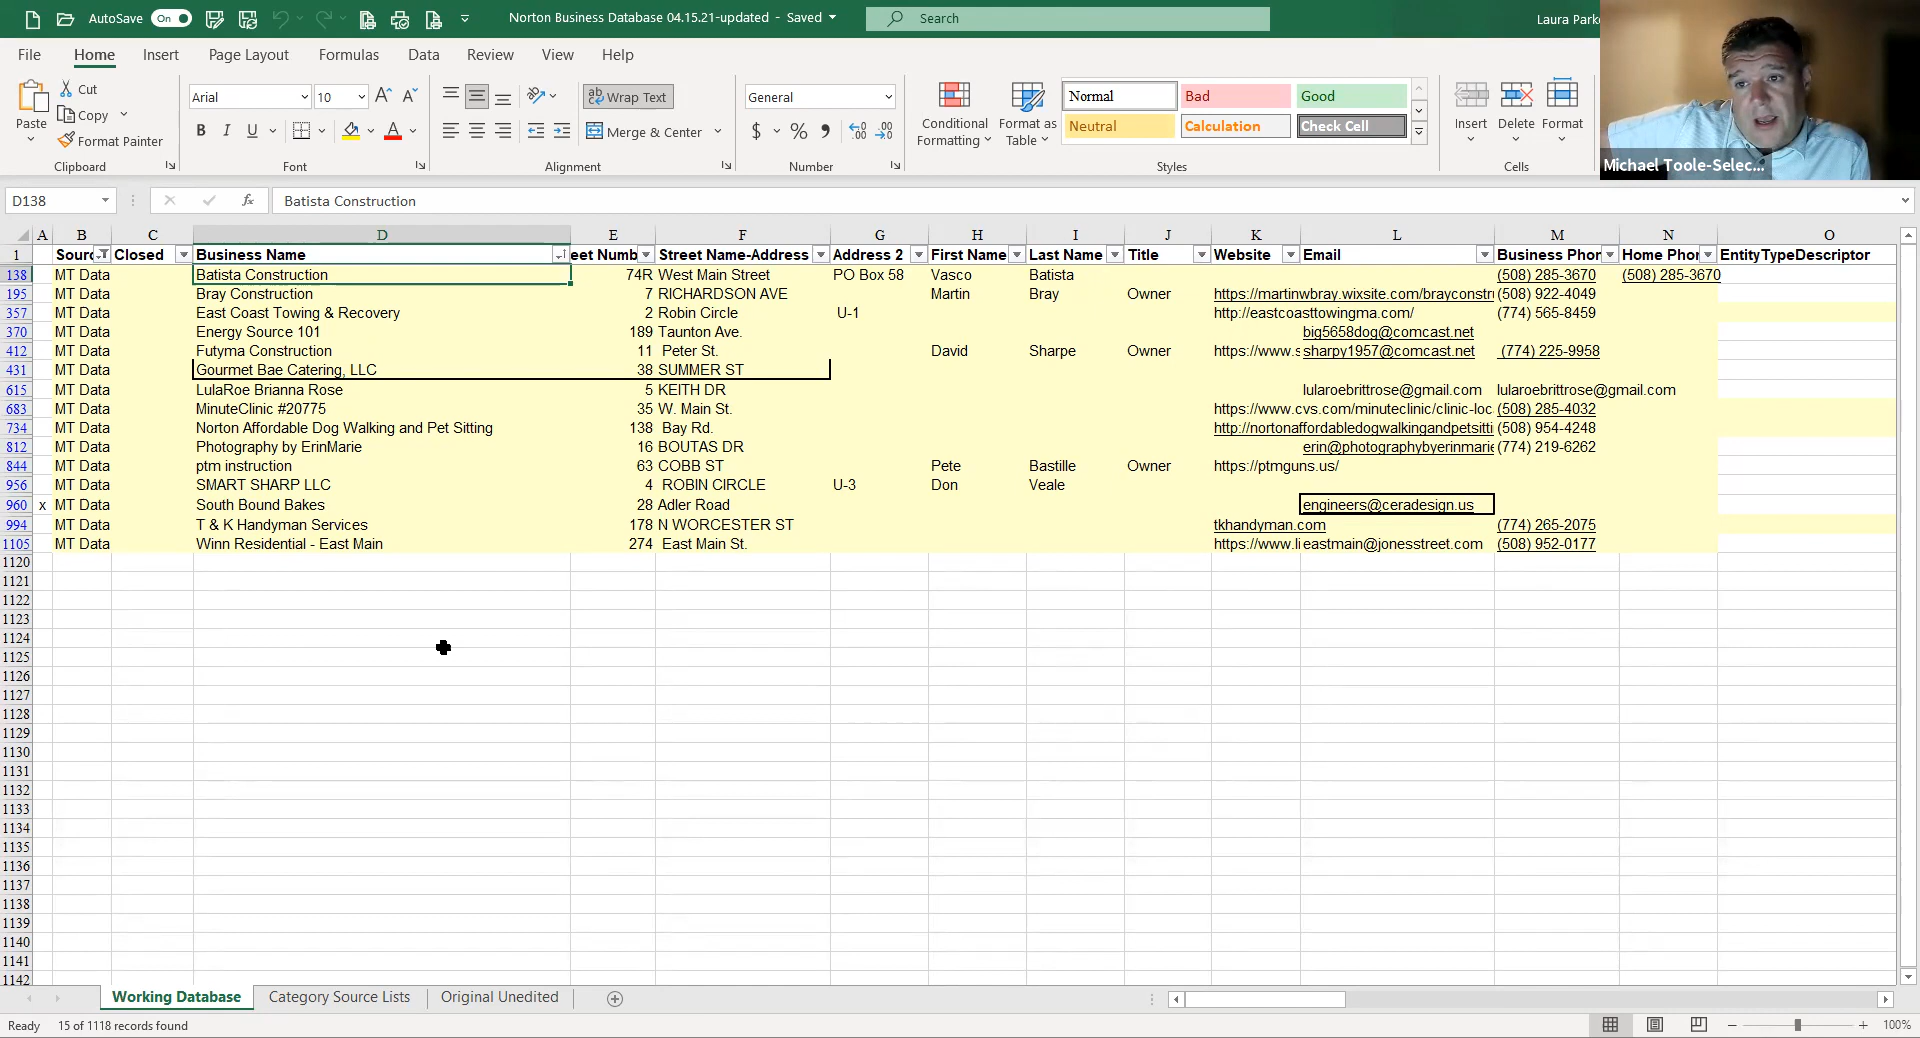 AutoSave On Norton Business Database 04.15.21-updated - Saved Search Laura Parke
File Home Insert Page Layout Formulas Data Review View Help
Paste Cut Copy Format Painter Clipboard
Arial 10 B I U Font
ab Wrap Text Merge & Center Alignment
General $ % , Number
Conditional Formatting Format as Table
Normal Bad Good
Neutral Calculation Check Cell
Styles
Insert Delete Format Cells
Michael Toole-Selec...
D138 fx Batista Construction
A B C D E F G H I J K L M N O
1 Sourc Closed Business Name eet Numb Street Name-Address Address 2 First Name Last Name Title Website Email Business Phor Home Phor EntityTypeDescriptor
138 MT Data Batista Construction 74R West Main Street PO Box 58 Vasco Batista (508) 285-3670 (508) 285-3670
195 MT Data Bray Construction 7 RICHARDSON AVE Martin Bray Owner https://martinwbray.wixsite.com/brayconstru (508) 922-4049
357 MT Data East Coast Towing & Recovery 2 Robin Circle U-1 http://eastcoasttowingma.com/ (774) 565-8459
370 MT Data Energy Source 101 189 Taunton Ave. big5658dog@comcast.net
412 MT Data Futyma Construction 11 Peter St. David Sharpe Owner https://www.s sharpy1957@comcast.net (774) 225-9958
431 MT Data Gourmet Bae Catering, LLC 38 SUMMER ST
615 MT Data LulaRoe Brianna Rose 5 KEITH DR lularoebrittrose@gmail.com lularoebrittrose@gmail.com
683 MT Data MinuteClinic #20775 35 W. Main St. https://www.cvs.com/minuteclinic/clinic-loc (508) 285-4032
734 MT Data Norton Affordable Dog Walking and Pet Sitting 138 Bay Rd. http://nortonaffordabledogwalkingandpetsitti (508) 954-4248
812 MT Data Photography by ErinMarie 16 BOUTAS DR erin@photographybyerinmarie (774) 219-6262
844 MT Data ptm instruction 63 COBB ST Pete Bastille Owner https://ptmguns.us/
956 MT Data SMART SHARP LLC 4 ROBIN CIRCLE U-3 Don Veale
960 x MT Data South Bound Bakes 28 Adler Road engineers@ceradesign.us
994 MT Data T & K Handyman Services 178 N WORCESTER ST tkhandyman.com (774) 265-2075
1105 MT Data Winn Residential - East Main 274 East Main St. https://www.li eastmain@jonesstreet.com (508) 952-0177
1120
1121
1122
1123
1124
1125
1126
1127
1128
1129
1130
1131
1132
1133
1134
1135
1136
1137
1138
1139
1140
1141
1142
Working Database Category Source Lists Original Unedited
Ready 15 of 1118 records found 100%